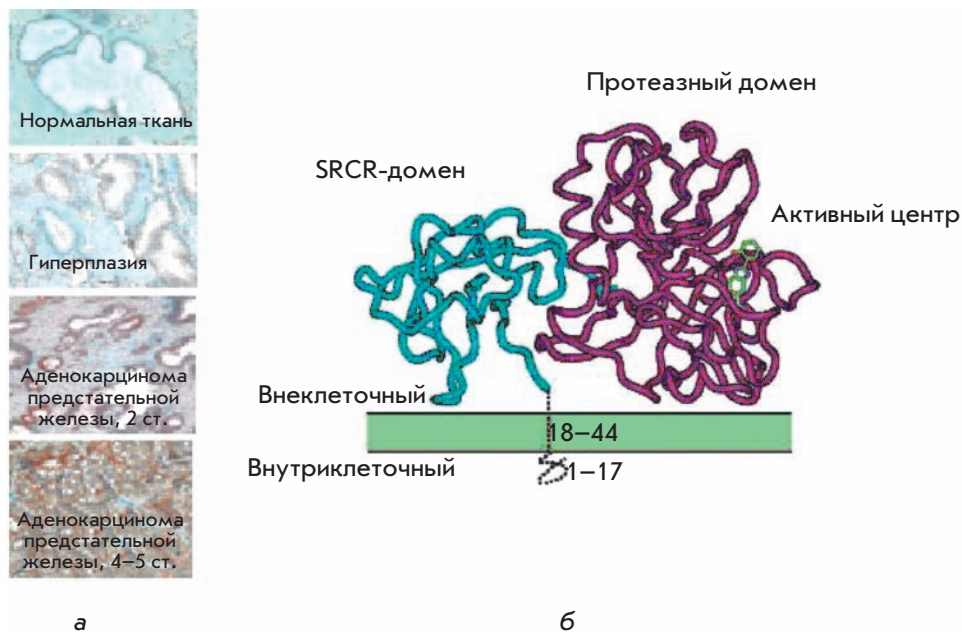 Нормальная ткань
Гиперплазия
Аденокарцинома
предстательной
железы, 2 ст.
Аденокарцинома
предстательной
железы, 4–5 ст.
а
Протеазный домен
SRCR-домен
Активный центр
Внеклеточный
18–44
Внутриклеточный
1–17
б